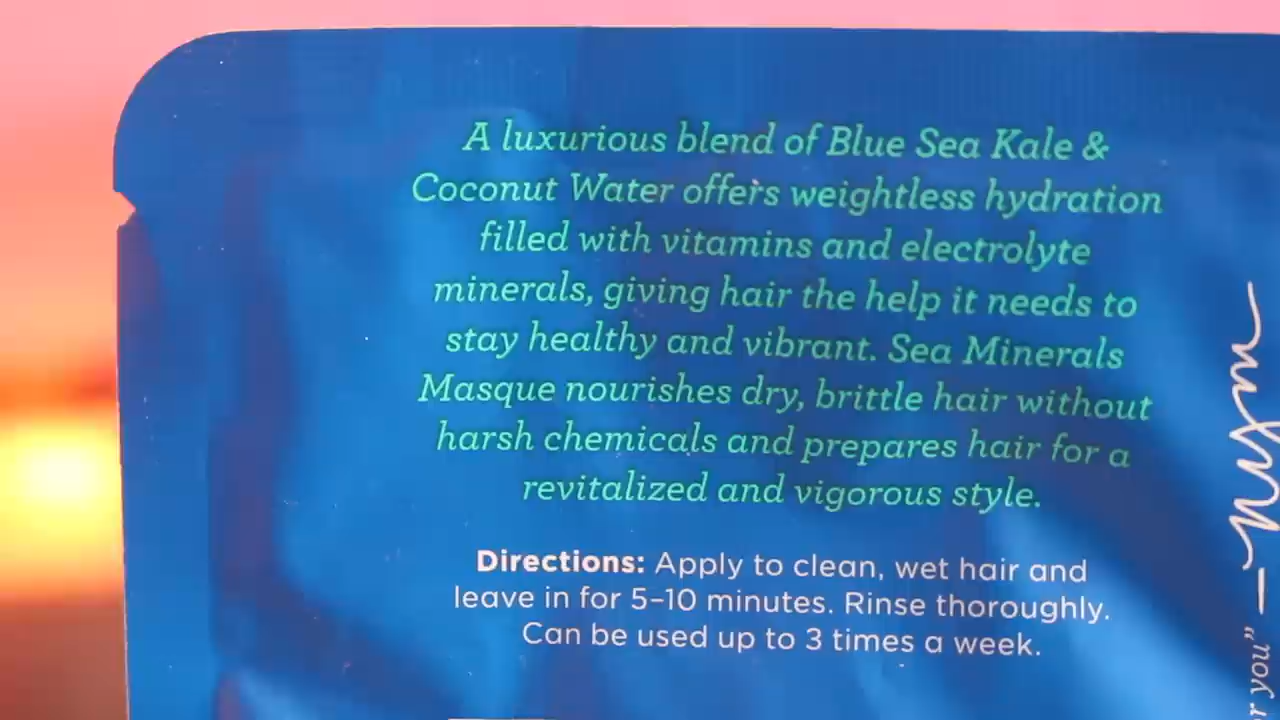 A luxurious blend of Blue Sea Kale &
Coconut Water offers weightless hydration
filled with vitamins and electrolyte
minerals, giving hair the help it needs to
stay healthy and vibrant. Sea Minerals
Masque nourishes dry, brittle hair without
harsh chemicals and prepares hair for a
revitalized and vigorous style.
Directions: Apply to clean, wet hair and
leave in for 5–10 minutes. Rinse thoroughly.
Can be used up to 3 times a week.
you” —